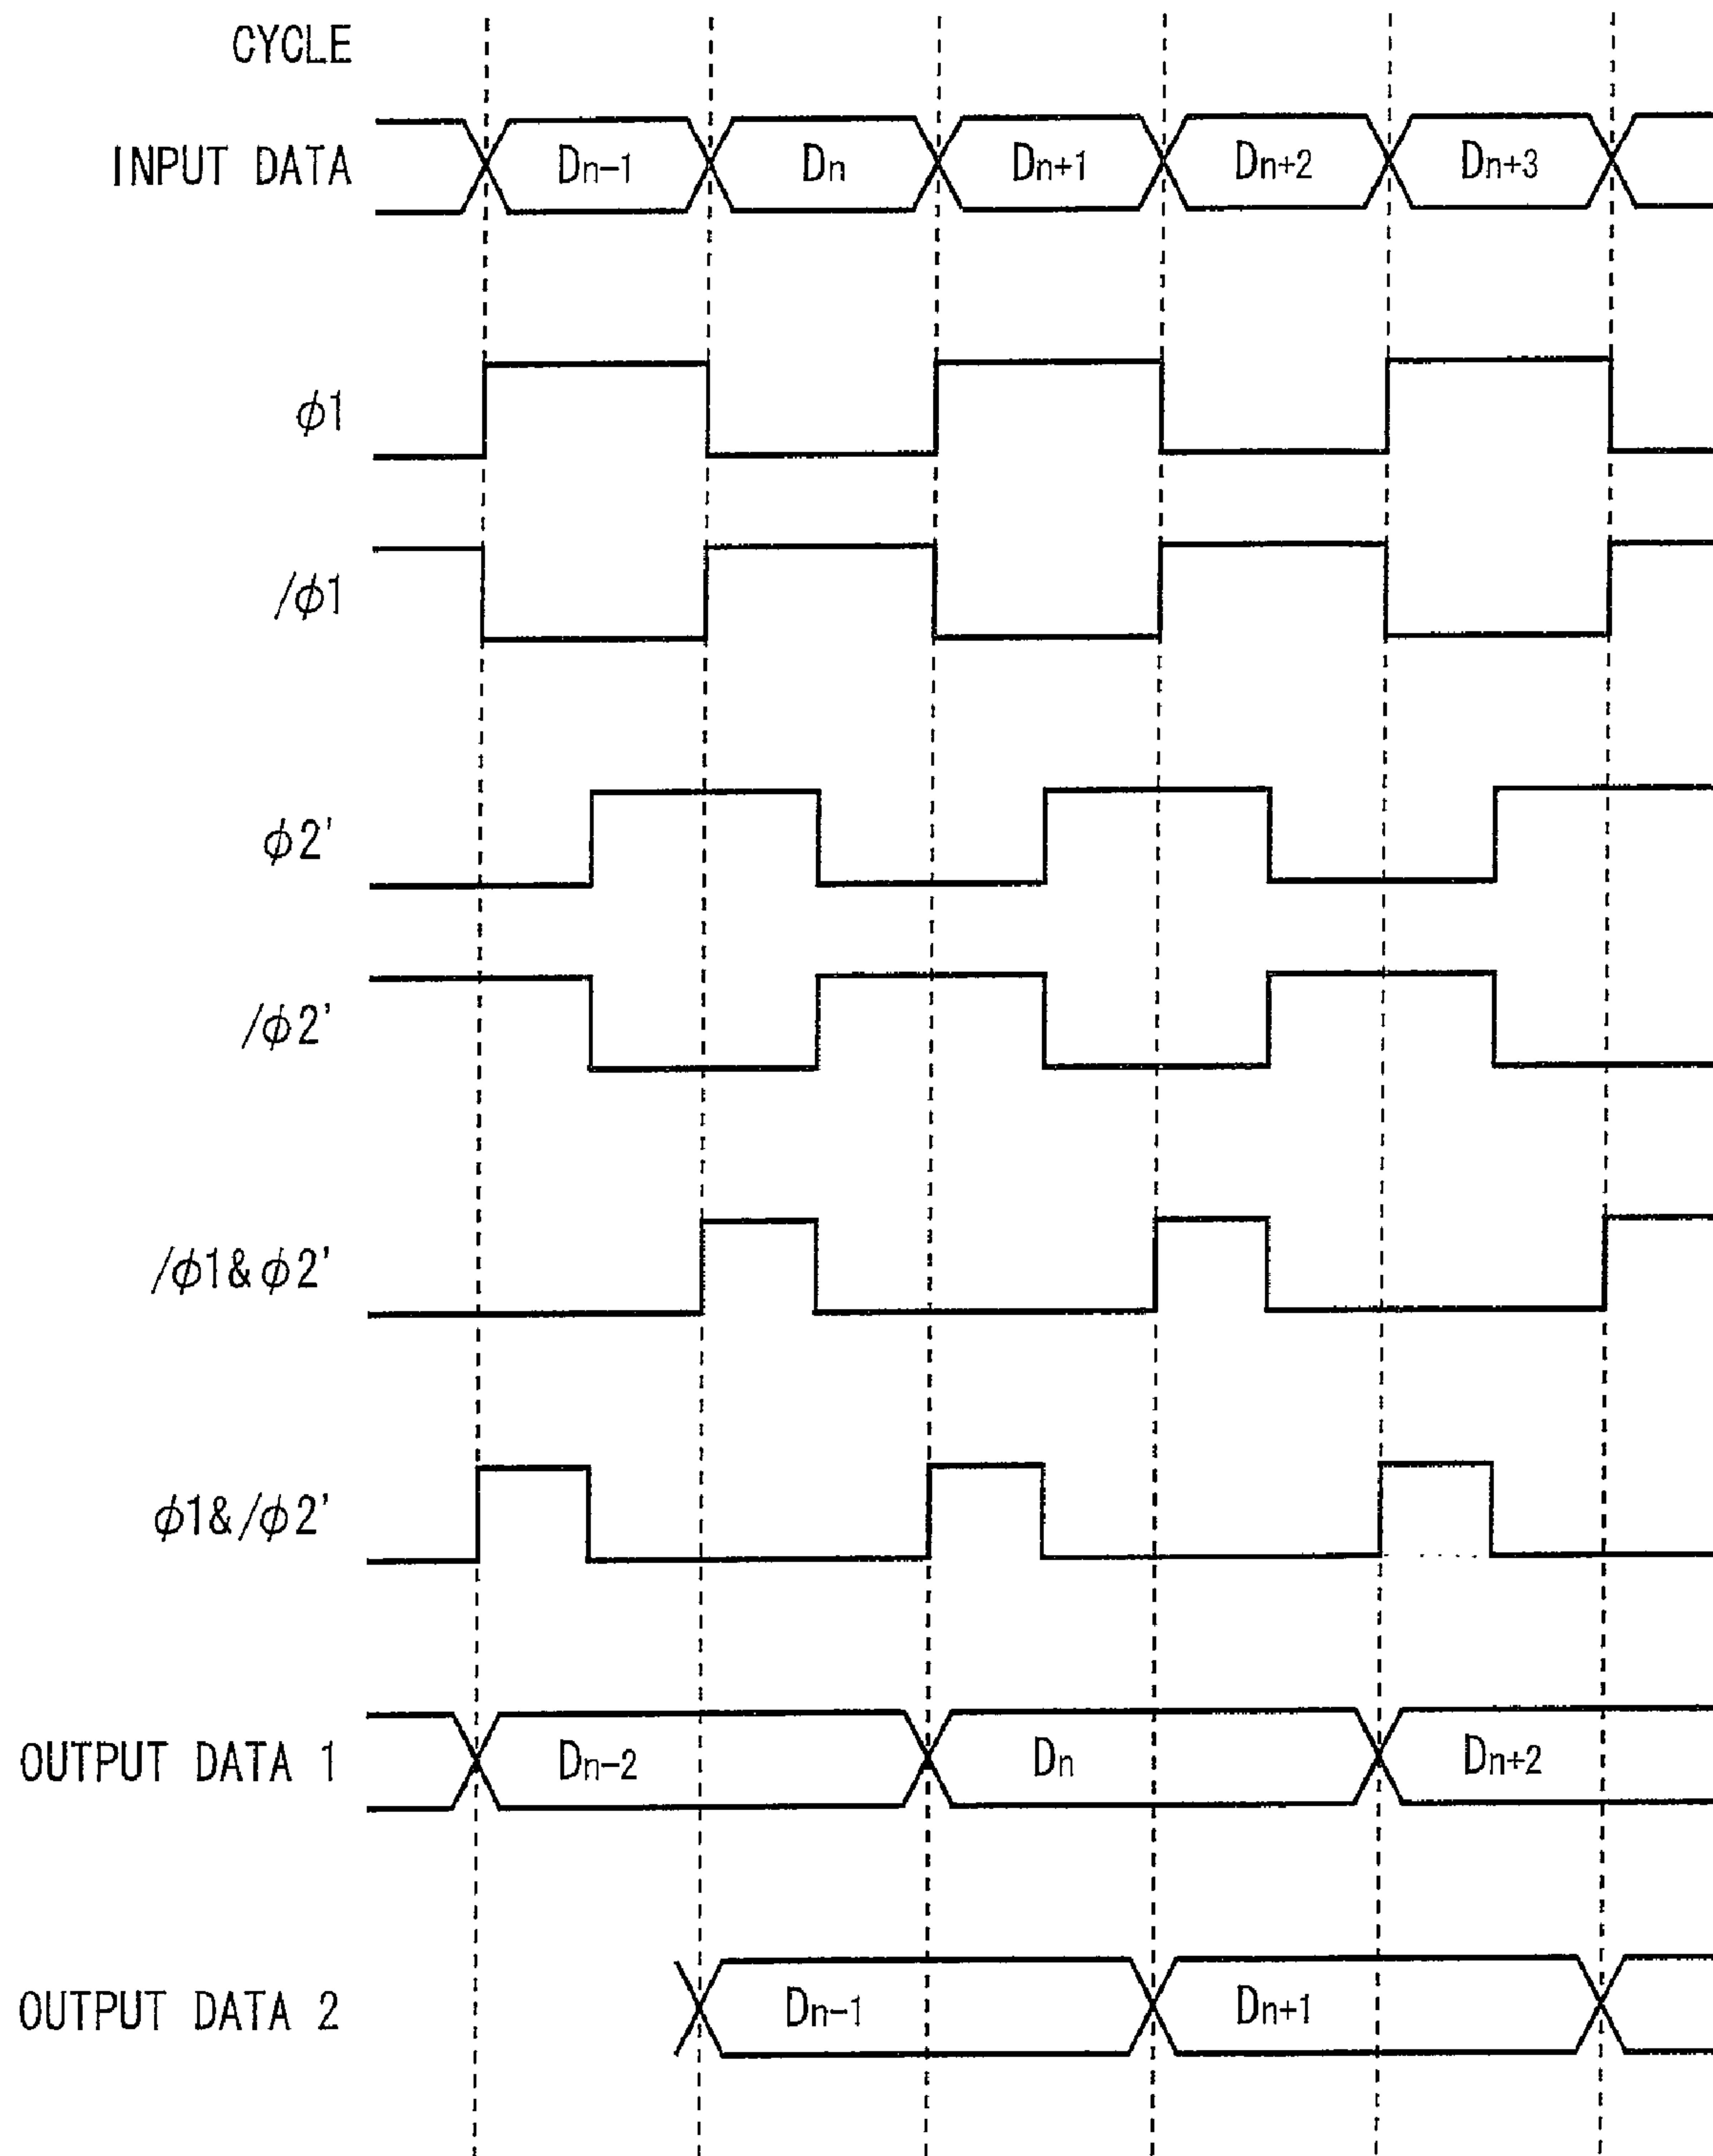 CYCLE
INPUT DATA Dn-1 Dn Dn+1 Dn+2 Dn+3
φ1
/φ1
φ2'
/φ2'
/φ1&φ2'
φ1&/φ2'
OUTPUT DATA 1 Dn-2 Dn Dn+2
OUTPUT DATA 2 Dn-1 Dn+1